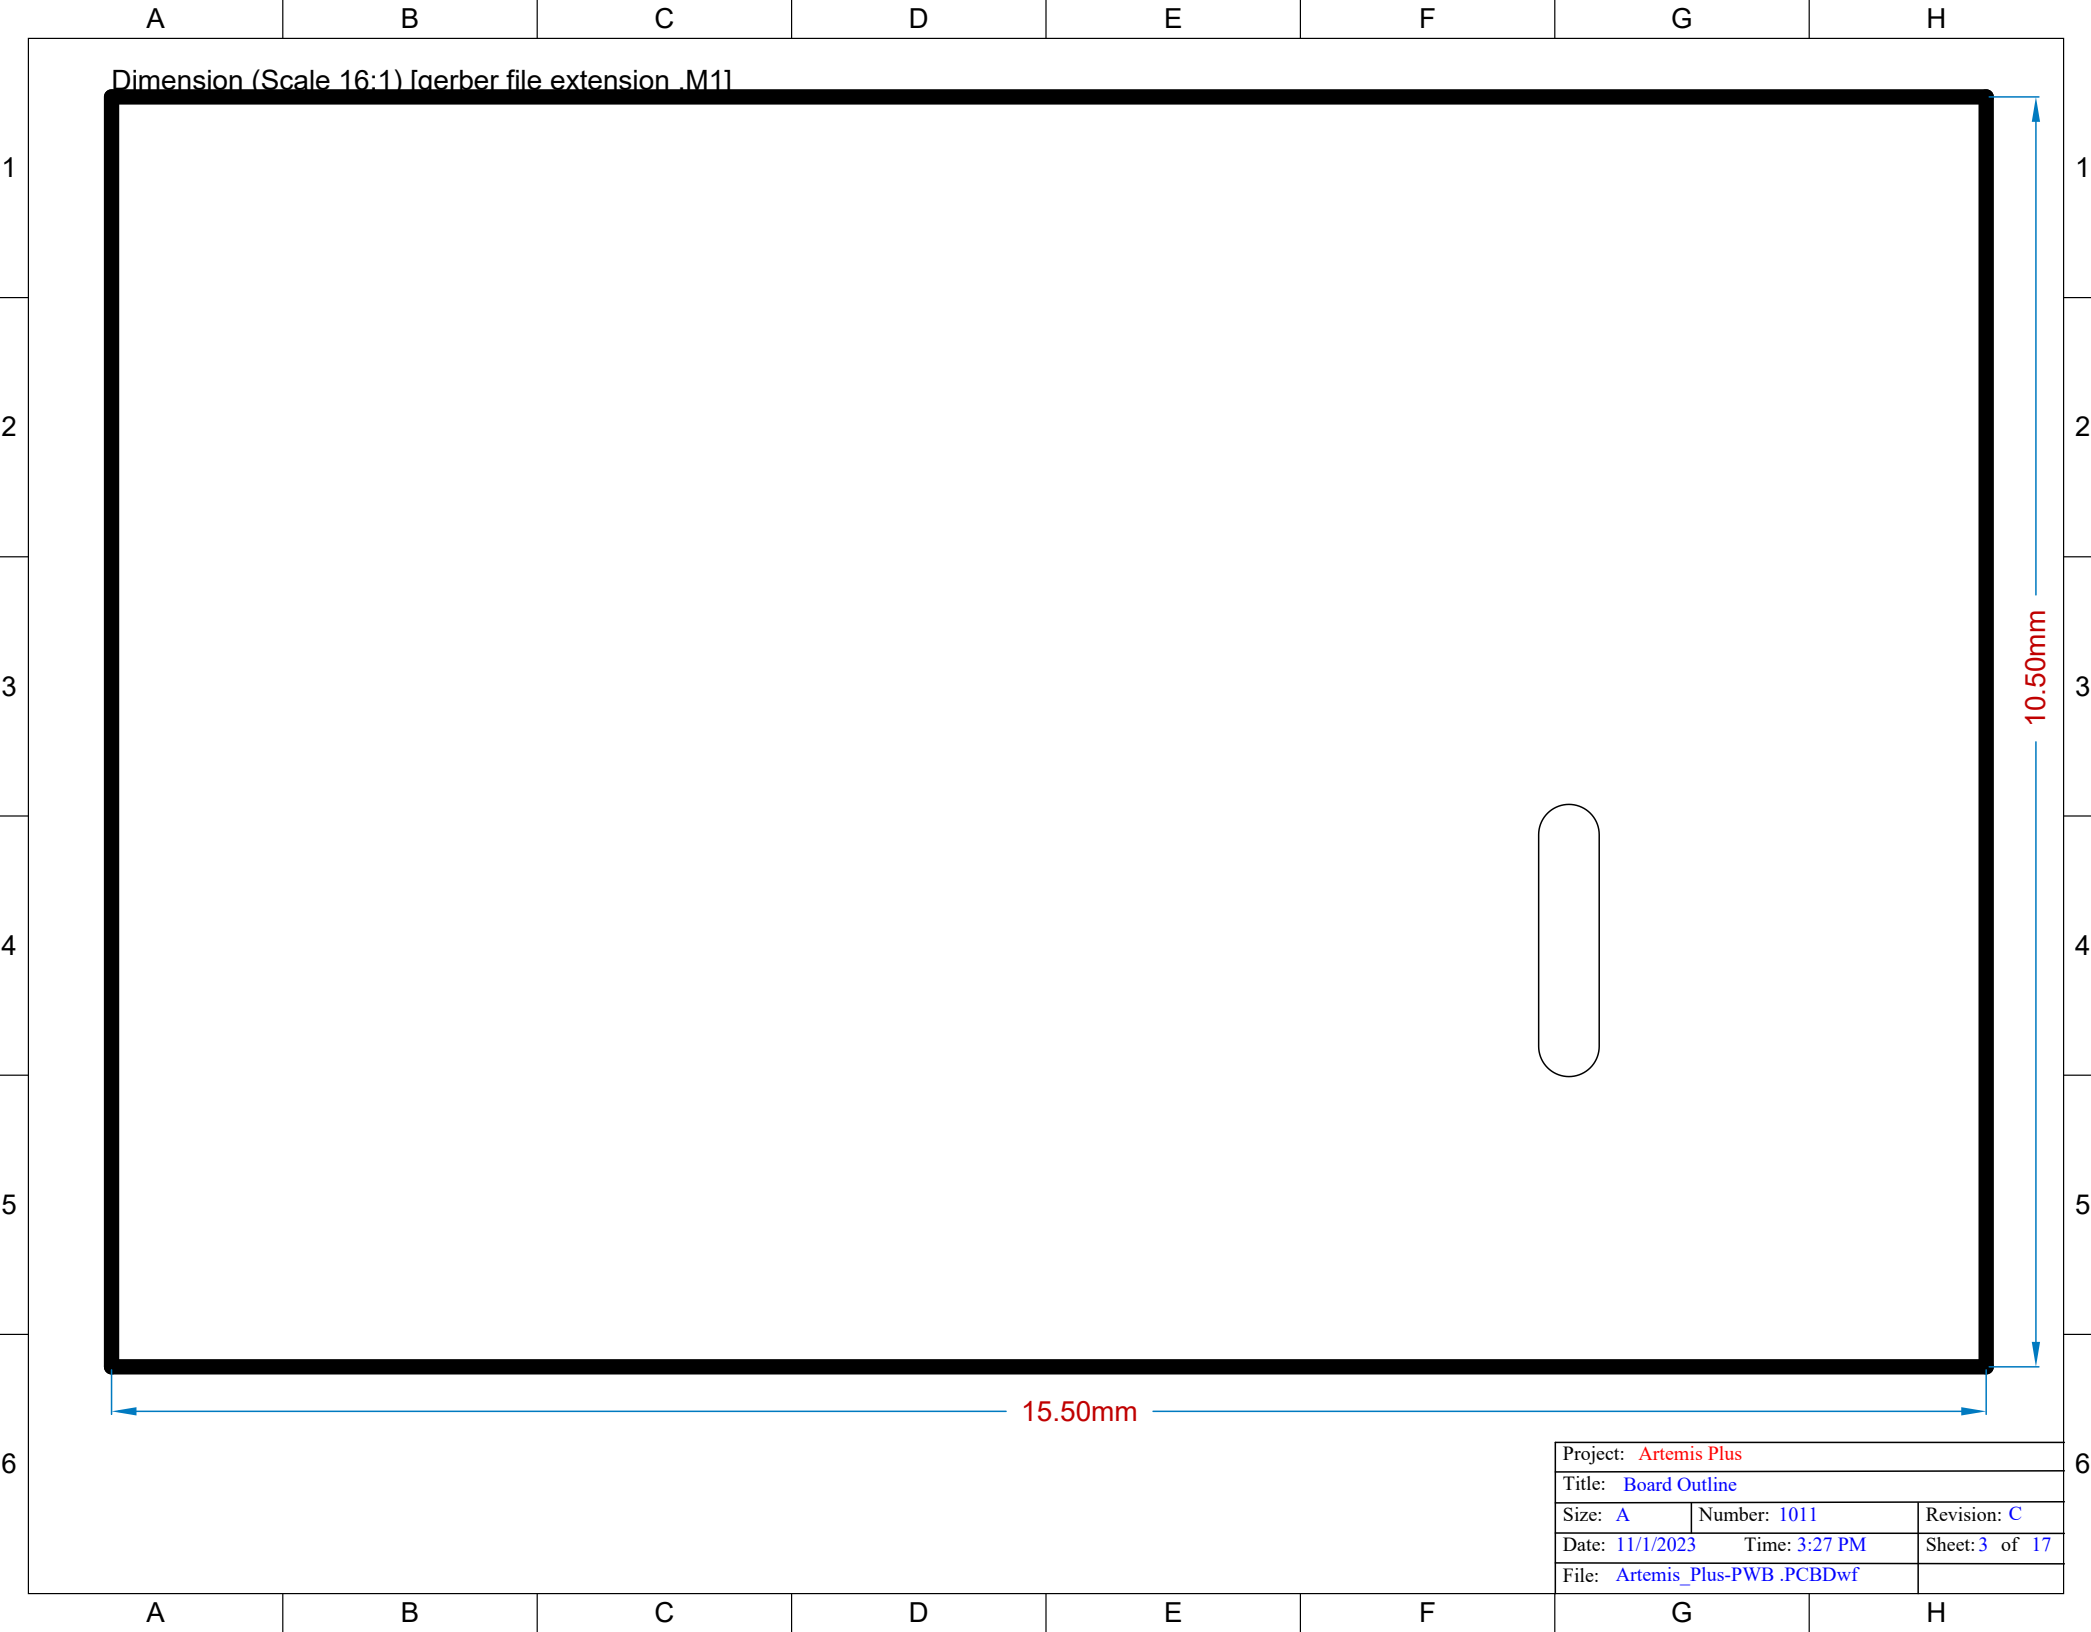 A B C D E F G H
Dimension (Scale 16:1) [gerber file extension .M1]
1 1
2 2
10.50mm
3 3
4 4
5 5
15.50mm
6 6
Project: Artemis Plus
Title: Board Outline
Size: A Number: 1011 Revision: C
Date: 11/1/2023 Time: 3:27 PM Sheet: 3 of 17
File: Artemis_Plus-PWB .PCBDwf
A B C D E F G H